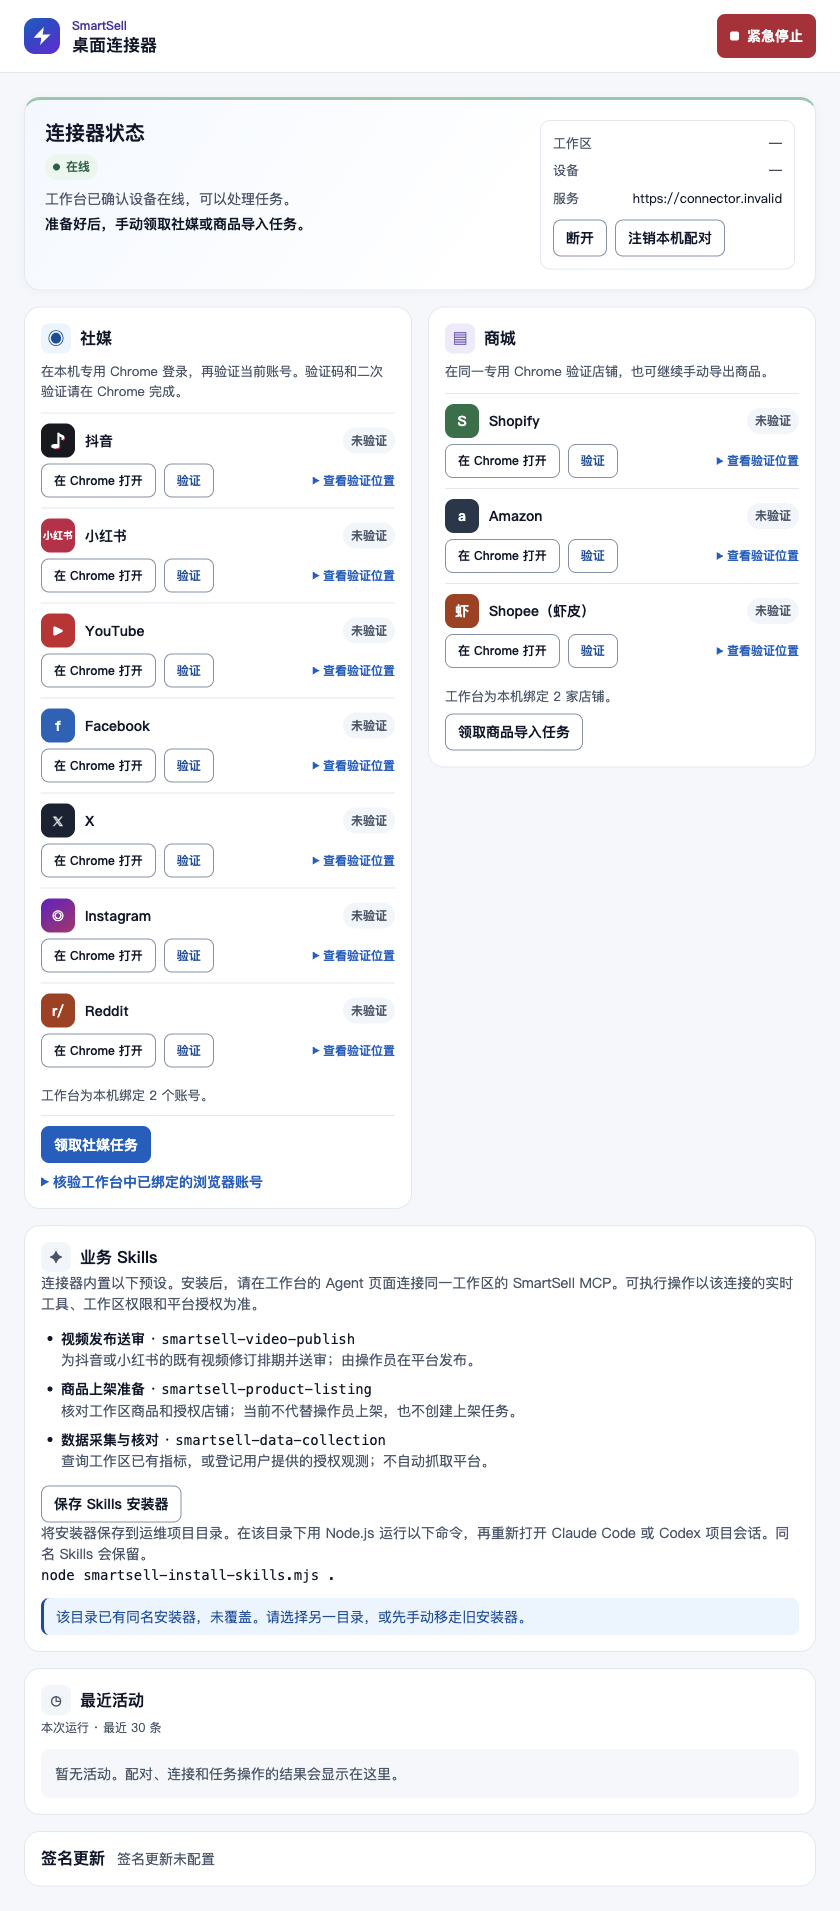 SmartSell
桌面连接器
紧急停止
连接器状态
在线
工作台已确认设备在线，可以处理任务。
准备好后，手动领取社媒或商品导入任务。
工作区 —
设备 —
服务 https://connector.invalid
断开 注销本机配对
社媒
在本机专用 Chrome 登录，再验证当前账号。验证码和二次
验证请在 Chrome 完成。
抖音 未验证
在 Chrome 打开 验证 查看验证位置
小红书 小红书 未验证
在 Chrome 打开 验证 查看验证位置
YouTube 未验证
在 Chrome 打开 验证 查看验证位置
f Facebook 未验证
在 Chrome 打开 验证 查看验证位置
𝕏 X 未验证
在 Chrome 打开 验证 查看验证位置
Instagram 未验证
在 Chrome 打开 验证 查看验证位置
r/ Reddit 未验证
在 Chrome 打开 验证 查看验证位置
工作台为本机绑定 2 个账号。
领取社媒任务
核验工作台中已绑定的浏览器账号
商城
在同一专用 Chrome 验证店铺，也可继续手动导出商品。
S Shopify 未验证
在 Chrome 打开 验证 查看验证位置
a Amazon 未验证
在 Chrome 打开 验证 查看验证位置
虾 Shopee（虾皮） 未验证
在 Chrome 打开 验证 查看验证位置
工作台为本机绑定 2 家店铺。
领取商品导入任务
业务 Skills
连接器内置以下预设。安装后，请在工作台的 Agent 页面连接同一工作区的 SmartSell MCP。可执行操作以该连接的实时
工具、工作区权限和平台授权为准。
• 视频发布送审 · smartsell-video-publish
为抖音或小红书的既有视频修订排期并送审；由操作员在平台发布。
• 商品上架准备 · smartsell-product-listing
核对工作区商品和授权店铺；当前不代替操作员上架，也不创建上架任务。
• 数据采集与核对 · smartsell-data-collection
查询工作区已有指标，或登记用户提供的授权观测；不自动抓取平台。
保存 Skills 安装器
将安装器保存到运维项目目录。在该目录下用 Node.js 运行以下命令，再重新打开 Claude Code 或 Codex 项目会话。同
名 Skills 会保留。
node smartsell-install-skills.mjs .
该目录已有同名安装器，未覆盖。请选择另一目录，或先手动移走旧安装器。
最近活动
本次运行 · 最近 30 条
暂无活动。配对、连接和任务操作的结果会显示在这里。
签名更新 签名更新未配置